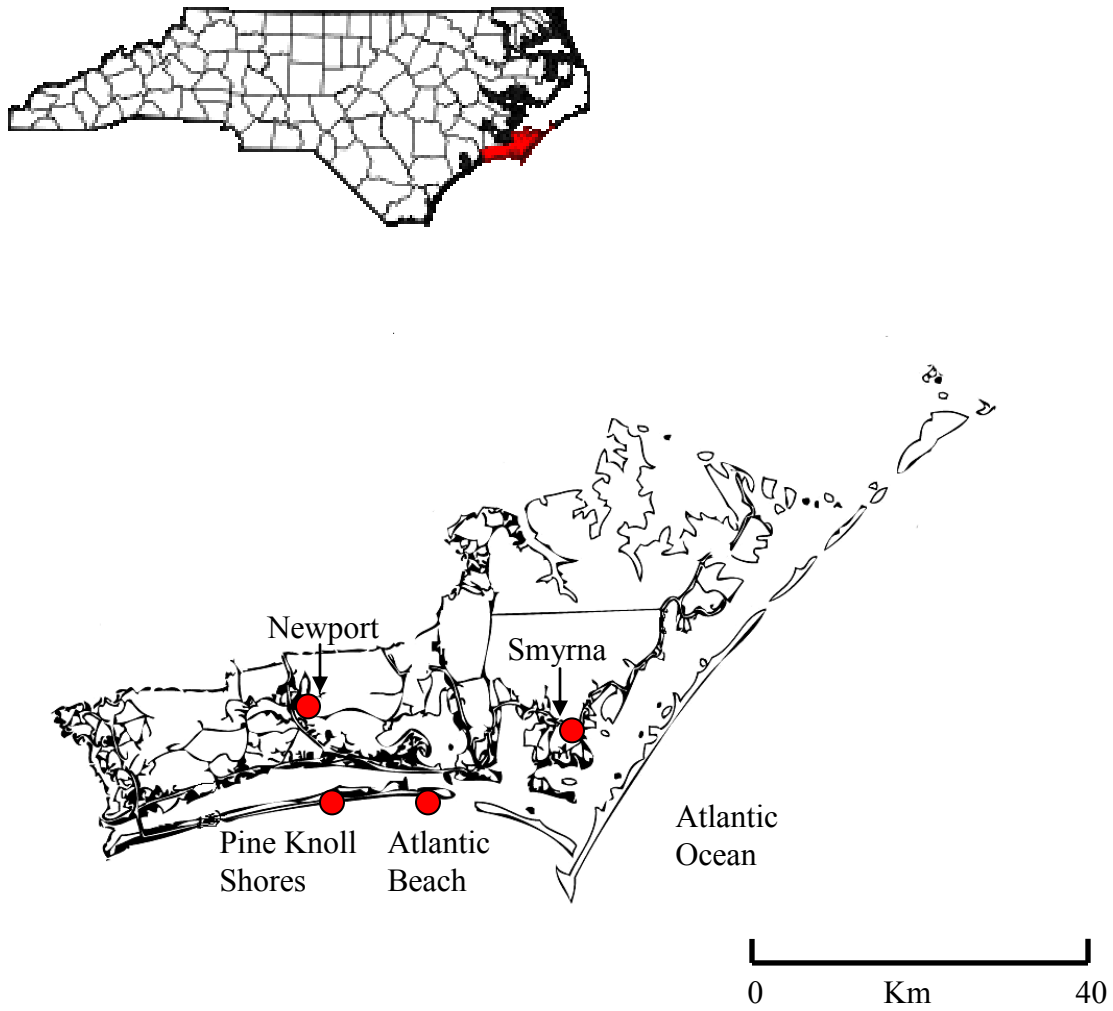 Newport
Smyrna
Pine Knoll
Shores
Atlantic
Beach
Atlantic
Ocean
0 Km 40